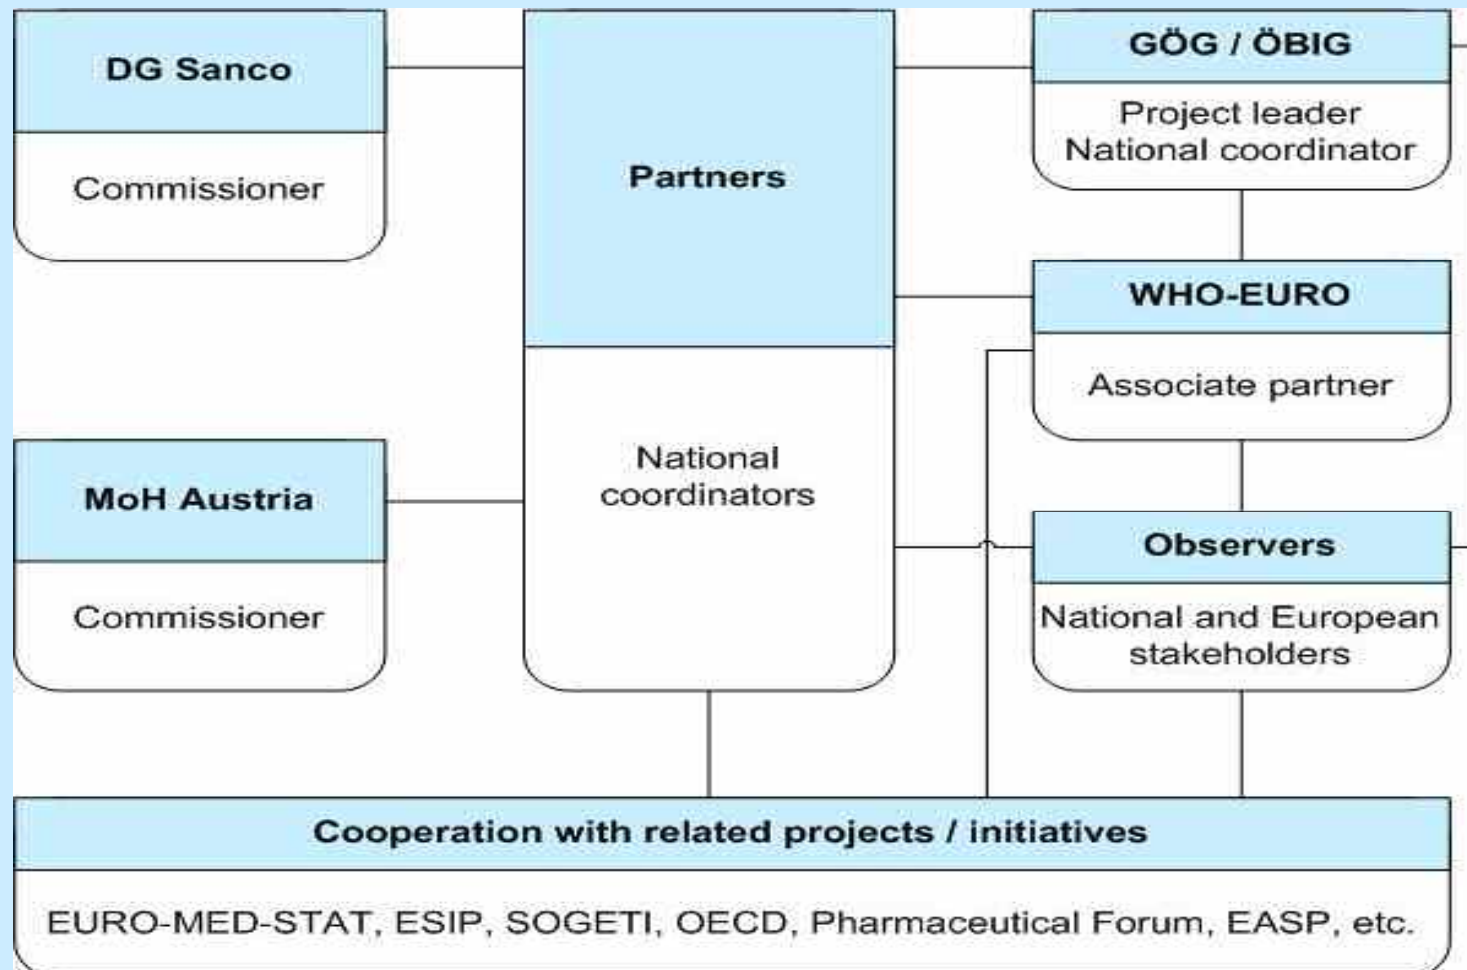 DG Sanco
Commissioner
MoH Austria
Commissioner
Partners
National
coordinators
GÖG / ÖBIG
Project leader
National coordinator
WHO-EURO
Associate partner
Observers
National and European
stakeholders
Cooperation with related projects / initiatives
EURO-MED-STAT, ESIP, SOGETI, OECD, Pharmaceutical Forum, EASP, etc.